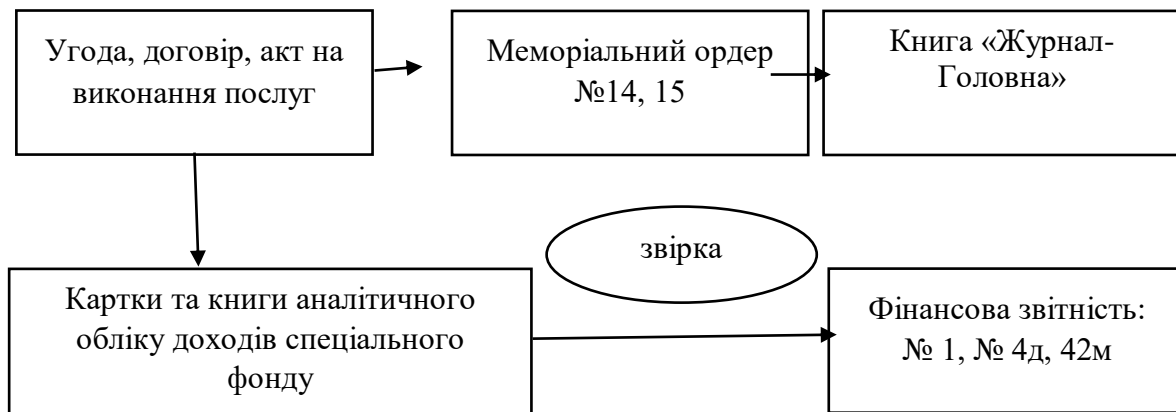 Угода, договір, акт на
виконання послуг
Меморіальний ордер
№14, 15
Книга «Журнал-
Головна»
звірка
Картки та книги аналітичного
обліку доходів спеціального
фонду
Фінансова звітність:
№ 1, № 4д, 42м